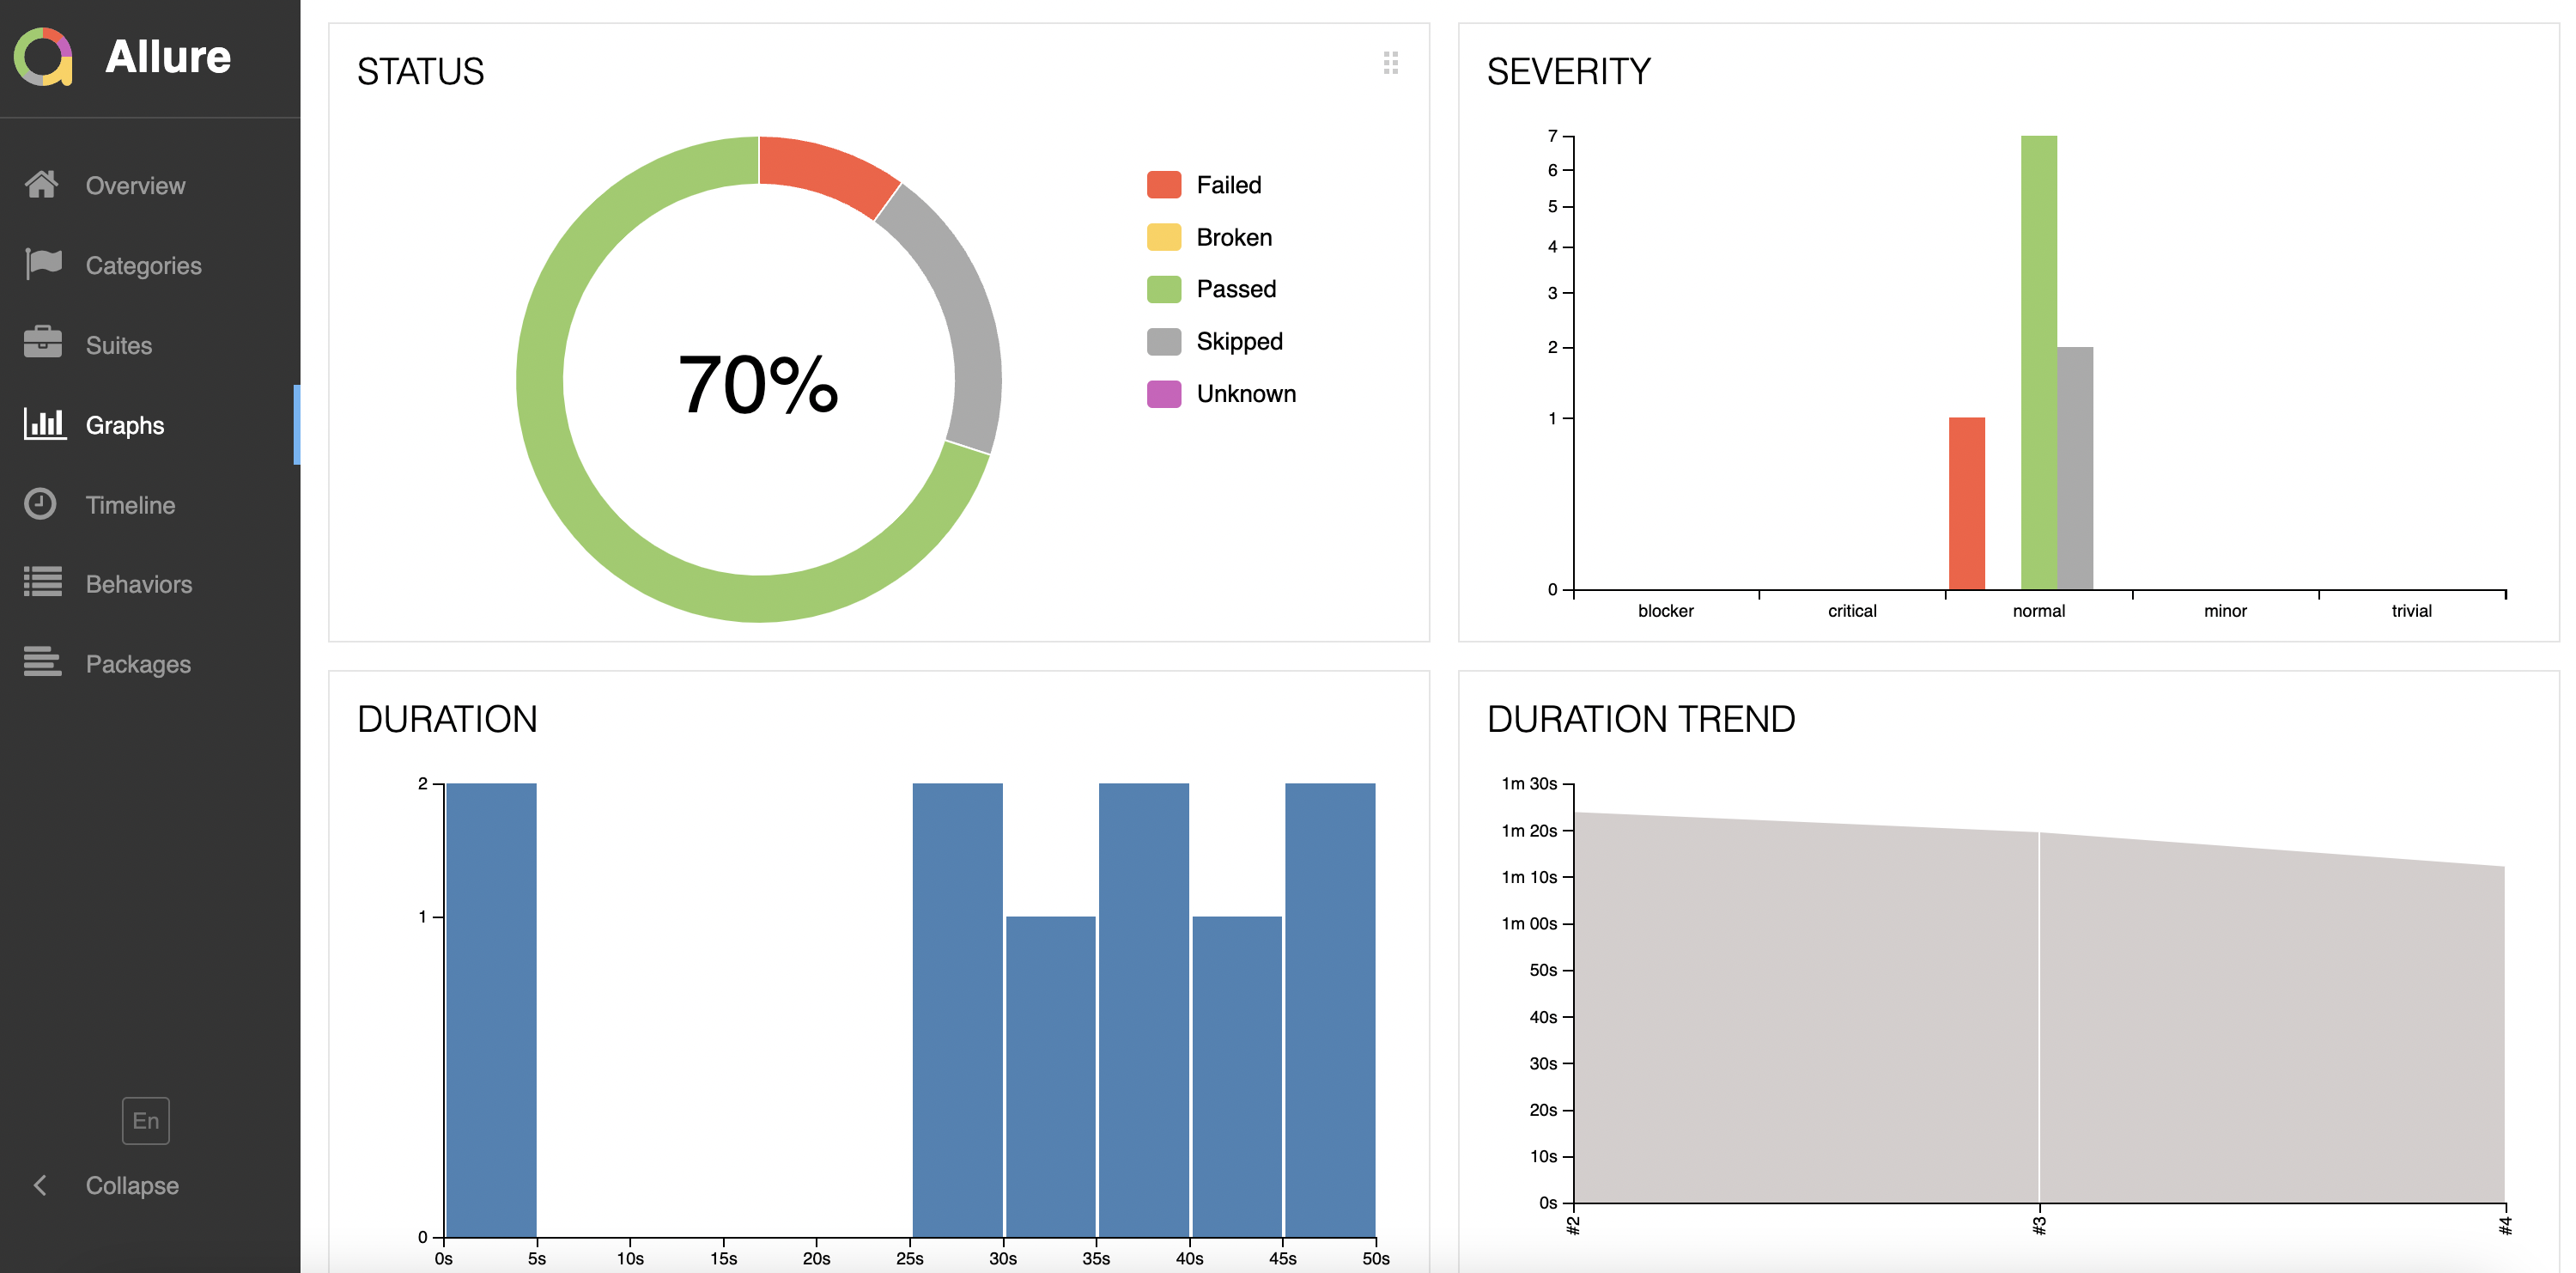 Allure
Overview
Categories
Suites
Graphs
Timeline
Behaviors
Packages
En
Collapse
STATUS
70%
Failed
Broken
Passed
Skipped
Unknown
SEVERITY
7
6
5
4
3
2
1
0
blocker critical normal minor trivial
DURATION
2
1
0
0s 5s 10s 15s 20s 25s 30s 35s 40s 45s 50s
DURATION TREND
1m 30s
1m 20s
1m 10s
1m 00s
50s
40s
30s
20s
10s
0s
#2 #3 #4